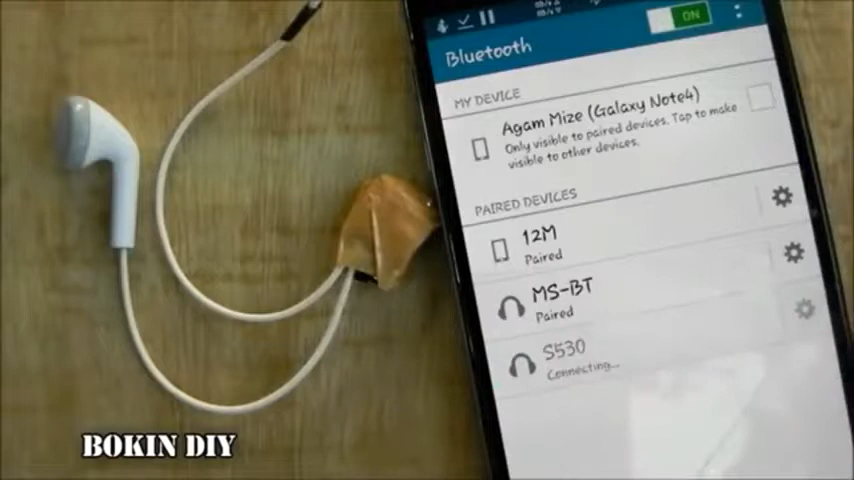 ON
Bluetooth
MY DEVICE
Agam Mize (Galaxy Note4)
Only visible to paired devices. Tap to make
visible to other devices.
PAIRED DEVICES
12M
Paired
MS-BT
Paired
S530
Connecting...
BOKIN DIY